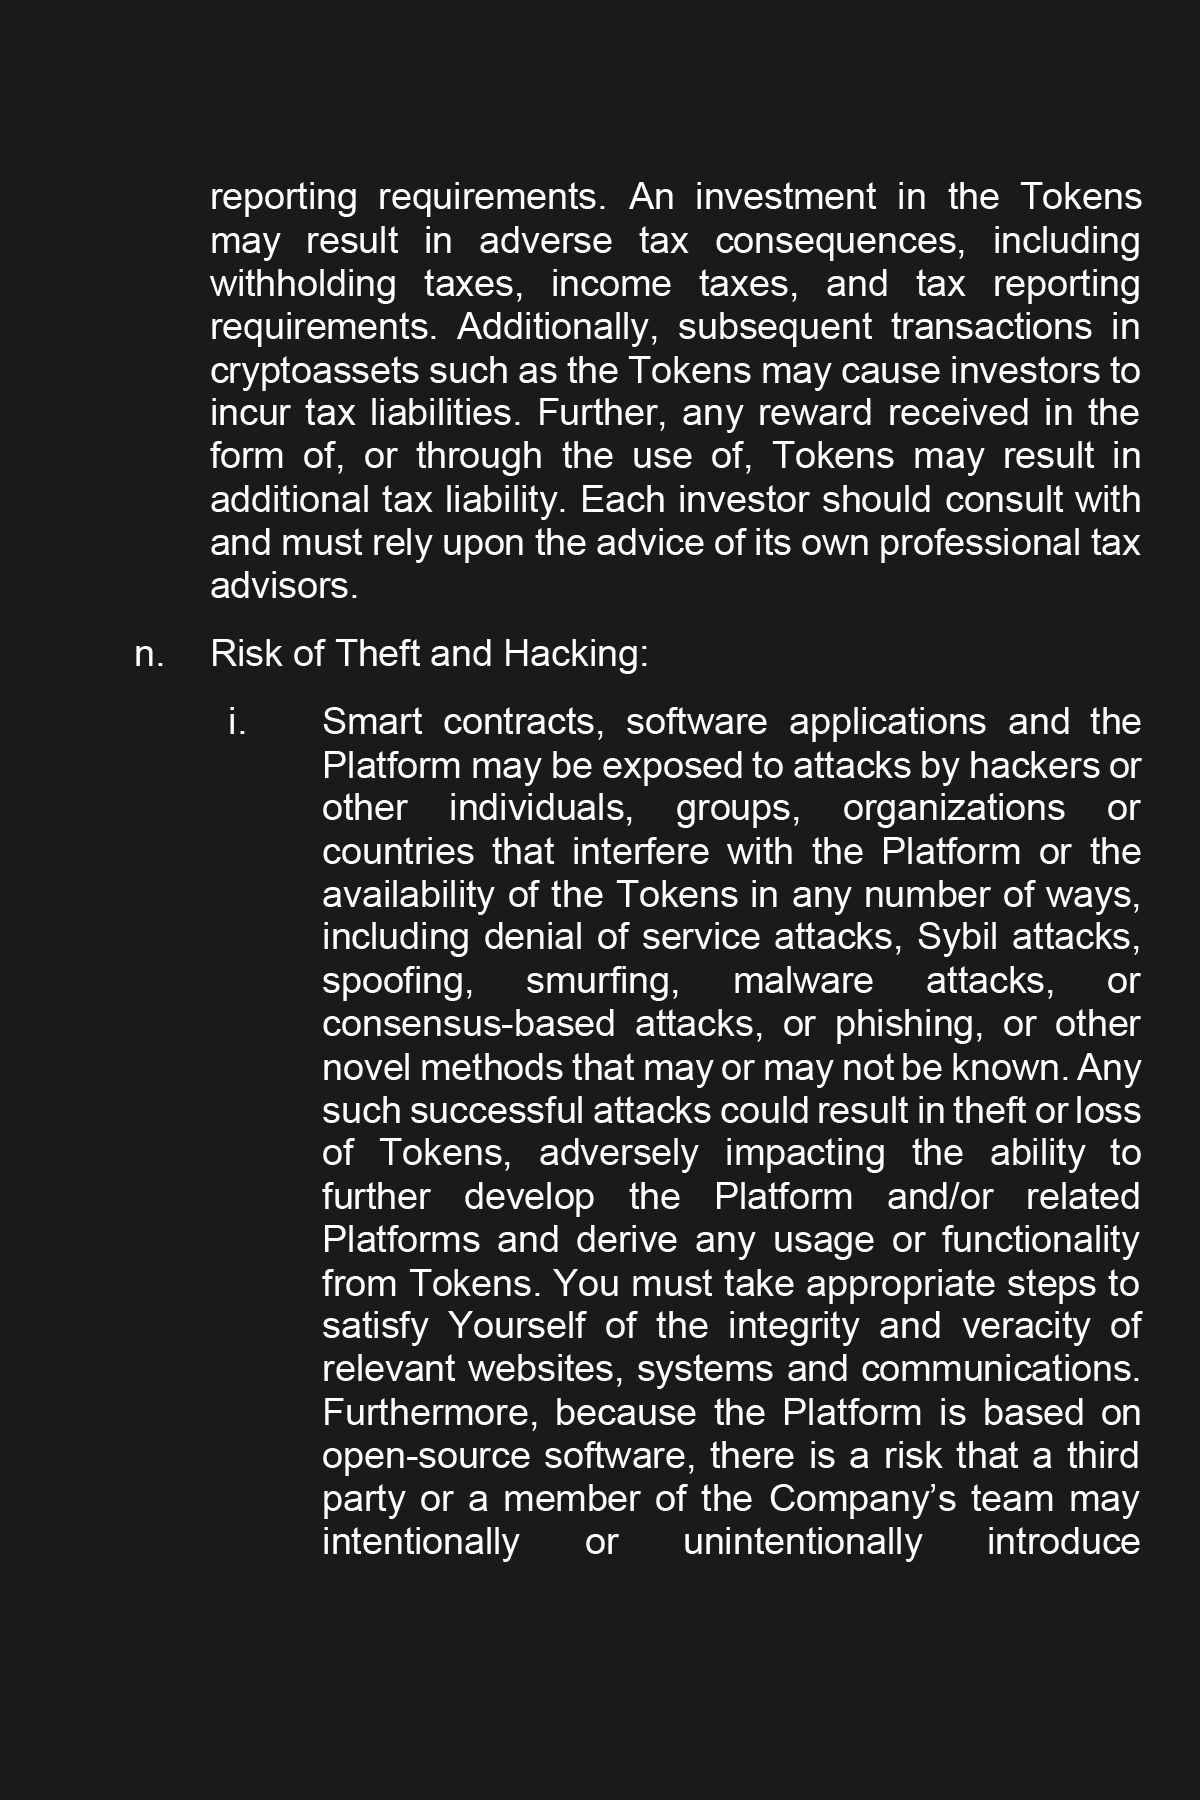 reporting requirements. An investment in the Tokens
may result in adverse tax consequences, including
withholding taxes, income taxes, and tax reporting
requirements. Additionally, subsequent transactions in
cryptoassets such as the Tokens may cause investors to
incur tax liabilities. Further, any reward received in the
form of, or through the use of, Tokens may result in
additional tax liability. Each investor should consult with
and must rely upon the advice of its own professional tax
advisors.
n. Risk of Theft and Hacking:
i. Smart contracts, software applications and the
Platform may be exposed to attacks by hackers or
other individuals, groups, organizations or
countries that interfere with the Platform or the
availability of the Tokens in any number of ways,
including denial of service attacks, Sybil attacks,
spoofing, smurfing, malware attacks, or
consensus-based attacks, or phishing, or other
novel methods that may or may not be known. Any
such successful attacks could result in theft or loss
of Tokens, adversely impacting the ability to
further develop the Platform and/or related
Platforms and derive any usage or functionality
from Tokens. You must take appropriate steps to
satisfy Yourself of the integrity and veracity of
relevant websites, systems and communications.
Furthermore, because the Platform is based on
open-source software, there is a risk that a third
party or a member of the Company’s team may
intentionally or unintentionally introduce